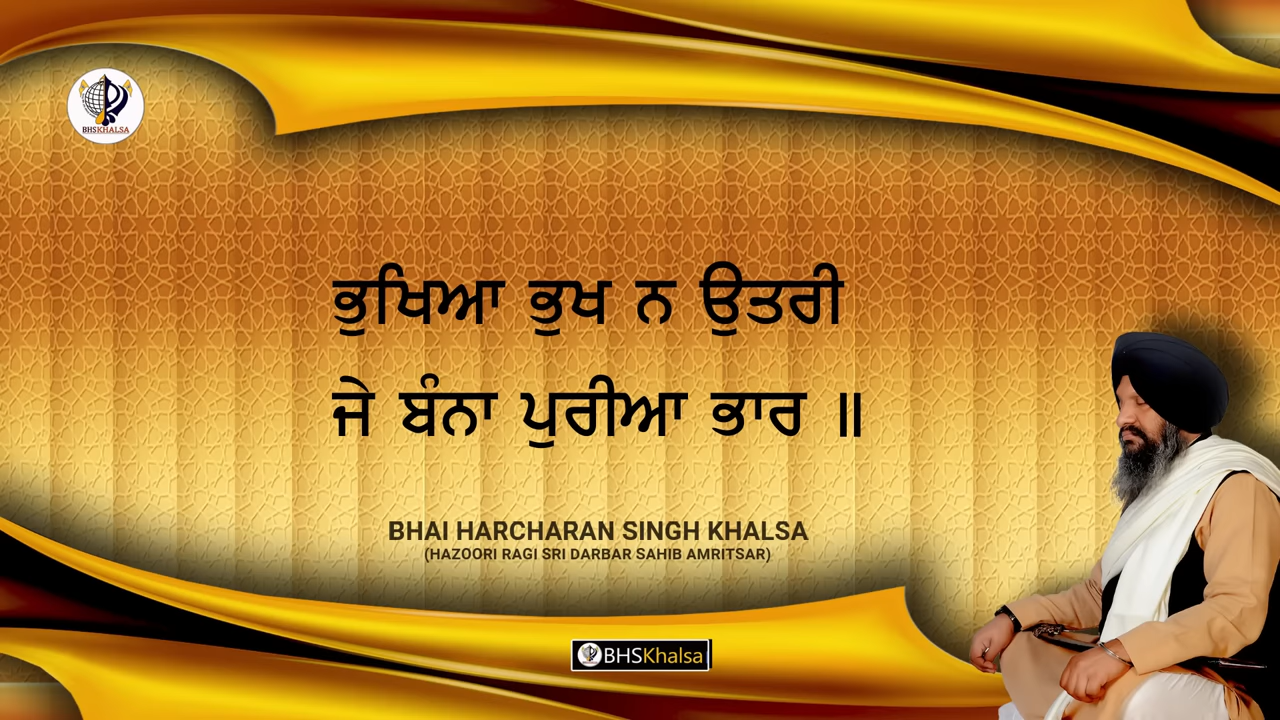 BHSKHALSA
ਭੁਖਿਆ ਭੁਖ ਨ ਉਤਰੀ
ਜੇ ਬੰਨਾ ਪੁਰੀਆ ਭਾਰ ॥
BHAI HARCHARAN SINGH KHALSA
(HAZOORI RAGI SRI DARBAR SAHIB AMRITSAR)
BHSKhalsa